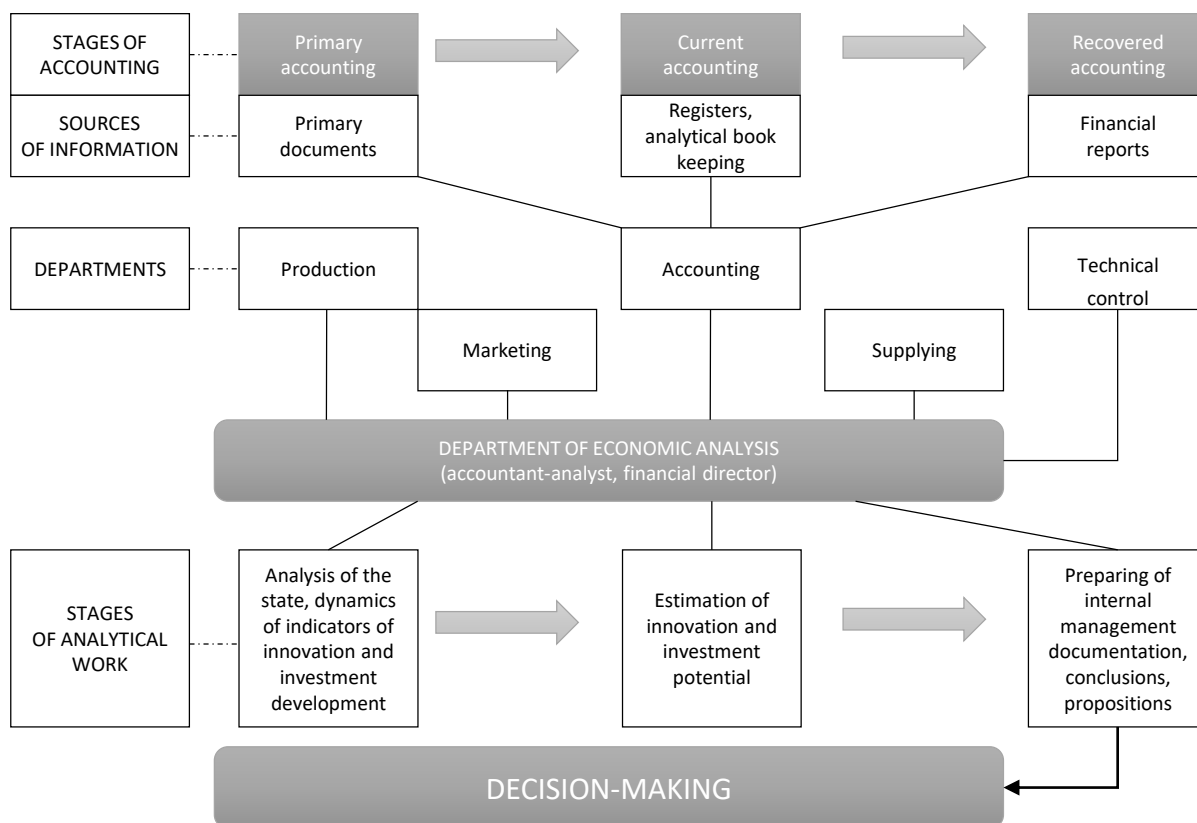 STAGES OF
ACCOUNTING
Primary
accounting
Current
accounting
Recovered
accounting
SOURCES
OF INFORMATION
Primary
documents
Registers,
analytical book
keeping
Financial
reports
DEPARTMENTS
Production
Accounting
Technical
control
Marketing
Supplying
DEPARTMENT OF ECONOMIC ANALYSIS
(accountant-analyst, financial director)
STAGES
OF ANALYTICAL
WORK
Analysis of the
state, dynamics
of indicators of
innovation and
investment
development
Estimation of
innovation and
investment
potential
Preparing of
internal
management
documentation,
conclusions,
propositions
DECISION-MAKING